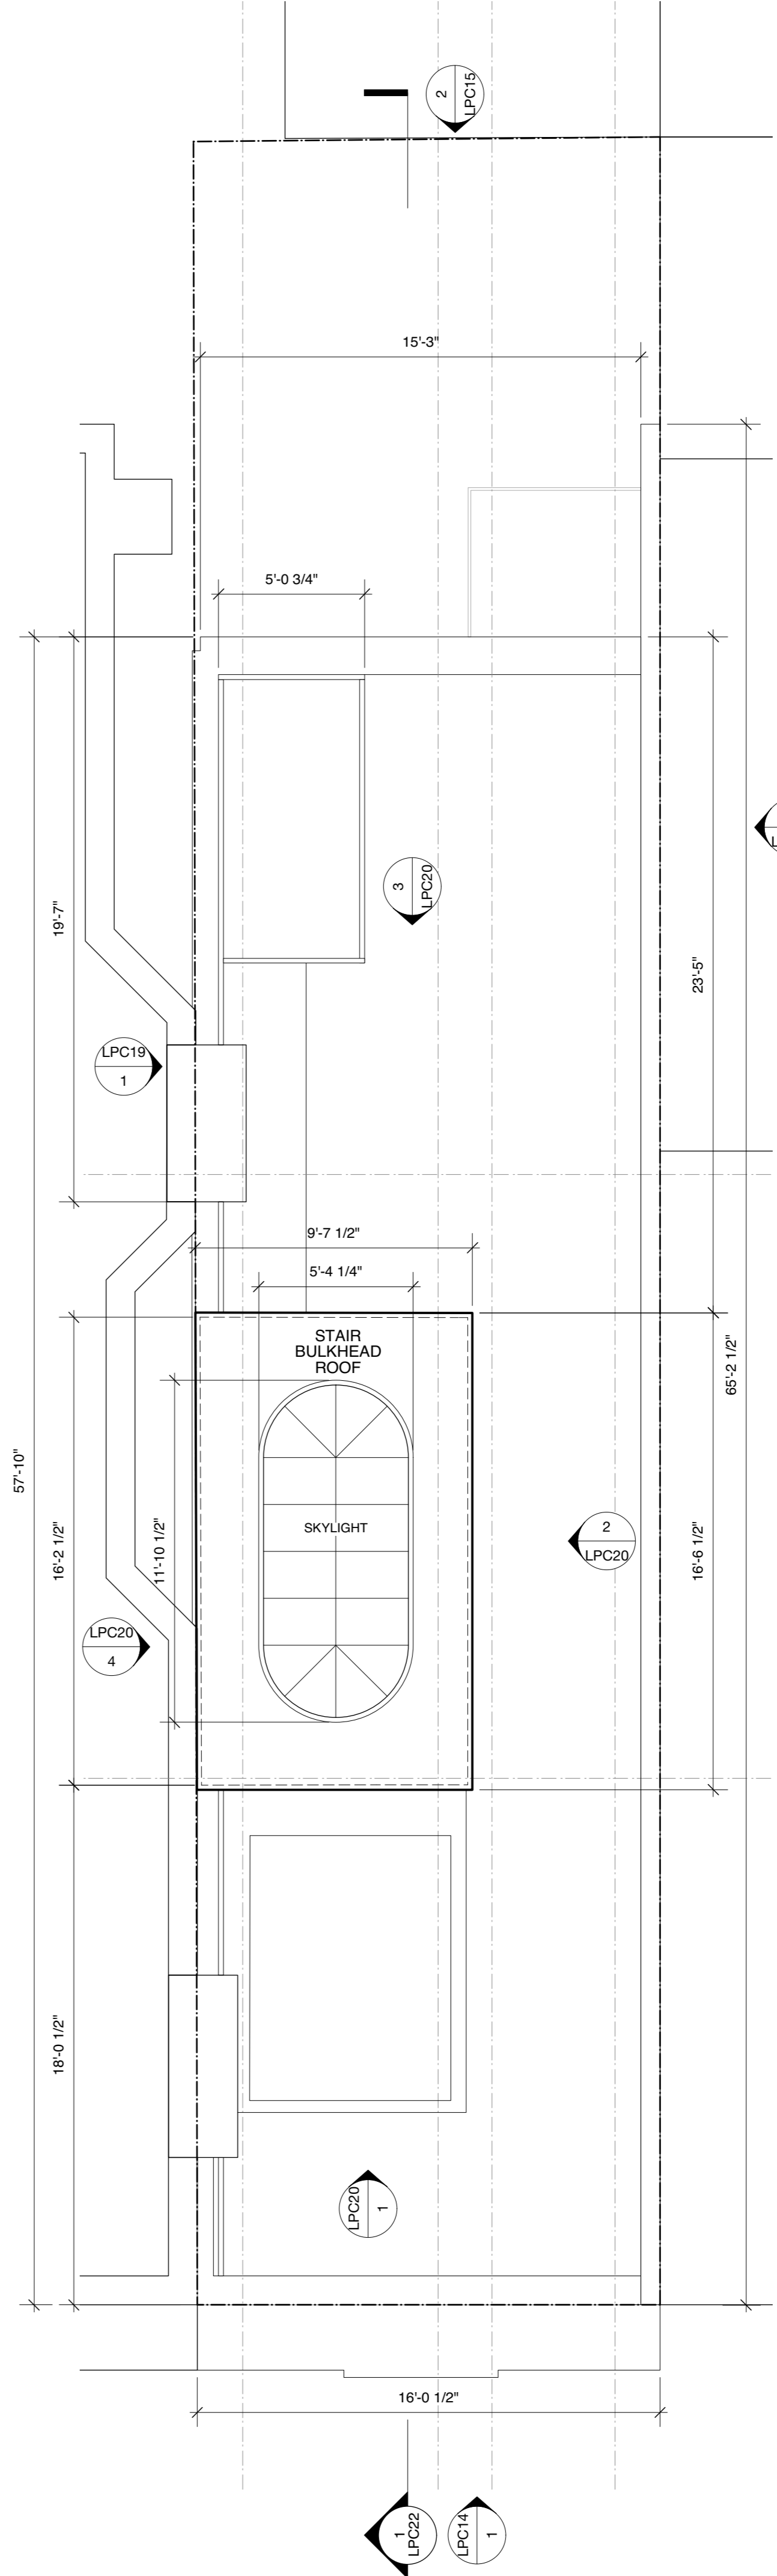 2
LPC15
15'-3"
5'-0 3/4"
3
LPC20
19'-7"
23'-5"
LPC19
1
9'-7 1/2"
5'-4 1/4"
STAIR
BULKHEAD
ROOF
65'-2 1/2"
57'-10"
SKYLIGHT
16'-2 1/2"
11'-10 1/2"
2
LPC20
16'-6 1/2"
LPC20
4
18'-0 1/2"
LPC20
1
16'-0 1/2"
1
LPC22
LPC14
1